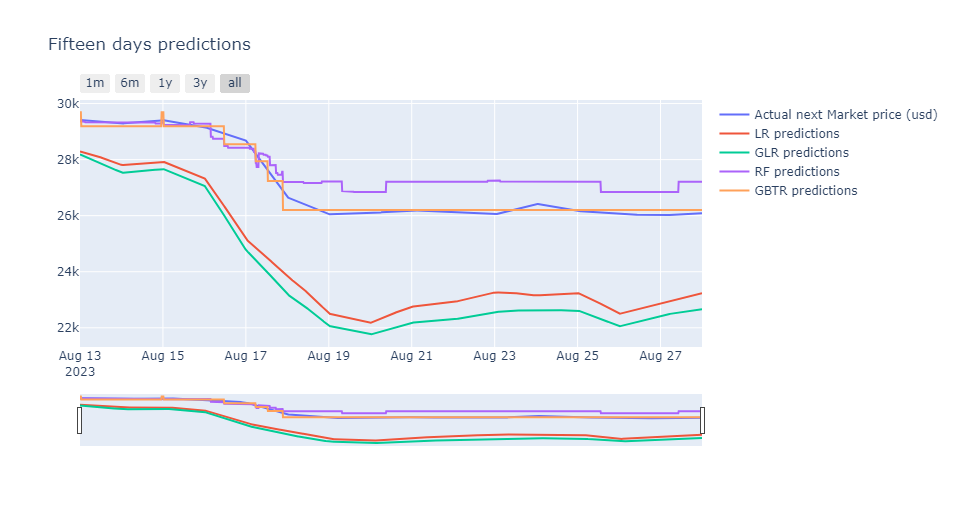 Fifteen days predictions
1m 6m 1y 3y all
30k
28k
26k
24k
22k
Aug 13 Aug 15 Aug 17 Aug 19 Aug 21 Aug 23 Aug 25 Aug 27
2023
Actual next Market price (usd)
LR predictions
GLR predictions
RF predictions
GBTR predictions